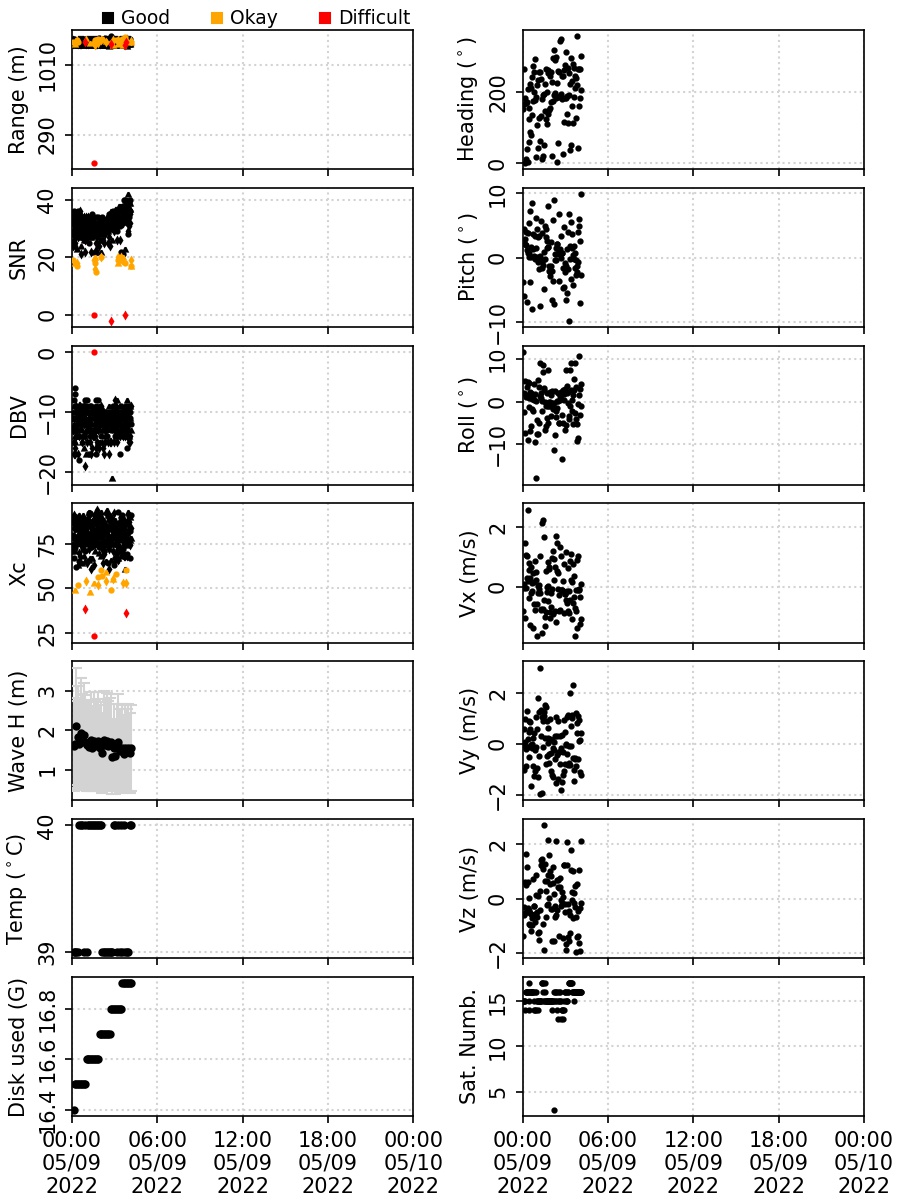 Good Okay Difficult
Range (m)
1010
290
Heading (°)
200
0
SNR
40
20
0
Pitch (°)
10
0
−10
DBV
0
−10
−20
Roll (°)
10
0
−10
Xc
75
50
25
Vx (m/s)
2
0
Wave H (m)
3
2
1
Vy (m/s)
2
0
−2
Temp (°C)
40
39
Vz (m/s)
2
0
−2
Disk used (G)
16.8
16.6
16.4
Sat. Numb.
15
10
5
00:00 06:00 12:00 18:00 00:00
05/09 05/09 05/09 05/09 05/10
2022 2022 2022 2022 2022
00:00 06:00 12:00 18:00 00:00
05/09 05/09 05/09 05/09 05/10
2022 2022 2022 2022 2022